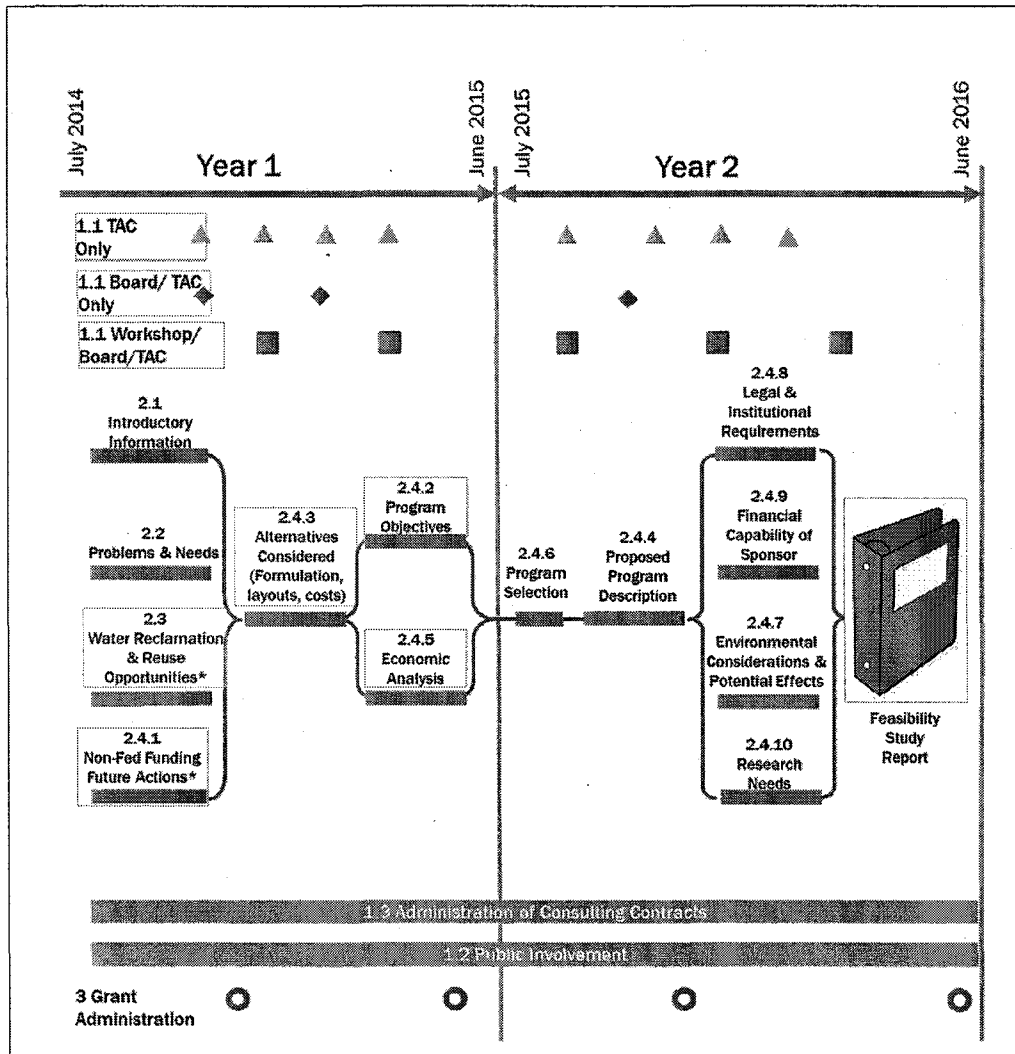 July 2014
June 2015
July 2015
June 2016
Year 1
Year 2
1.1 TAC
Only
1.1 Board/ TAC
Only
1.1 Workshop/
Board/TAC
2.1
Introductory
Information
2.2
Problems & Needs
2.3
Water Reclamation
& Reuse
Opportunities*
2.4.1
Non-Fed Funding
Future Actions*
2.4.3
Alternatives
Considered
(Formulation,
layouts, costs)
2.4.2
Program
Objectives
2.4.5
Economic
Analysis
2.4.6
Program
Selection
2.4.4
Proposed
Program
Description
2.4.8
Legal &
Institutional
Requirements
2.4.9
Financial
Capability of
Sponsor
2.4.7
Environmental
Considerations &
Potential Effects
2.4.10
Research
Needs
Feasibility
Study
Report
1.3 Administration of Consulting Contracts
1.2 Public Involvement
3 Grant
Administration